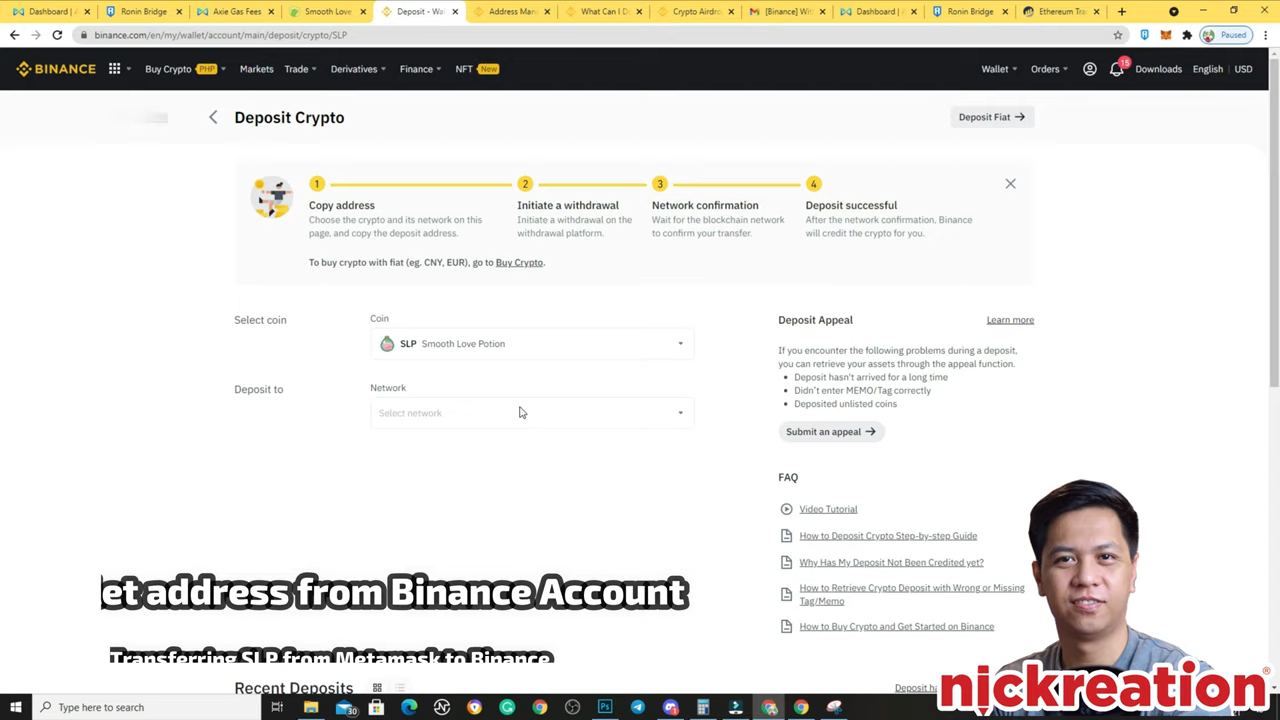 Dashboard | A
Ronin Bridge
Axie Gas Fees
Smooth Love
Deposit - Wal
Address Man
What Can I D
Crypto Airdro
[Binance] Wit
Dashboard | A
Ronin Bridge
Ethereum Tra
binance.com/en/my/wallet/account/main/deposit/crypto/SLP
Paused
BINANCE
Buy Crypto PHP
Markets
Trade
Derivatives
Finance
NFT New
Wallet
Orders
15
Downloads
English
USD
Deposit Crypto
Deposit Fiat →
1
2
3
4
Copy address
Choose the crypto and its network on this
page, and copy the deposit address.
Initiate a withdrawal
Initiate a withdrawal on the
withdrawal platform.
Network confirmation
Wait for the blockchain network
to confirm your transfer.
Deposit successful
After the network confirmation, Binance
will credit the crypto for you.
To buy crypto with fiat (eg. CNY, EUR), go to Buy Crypto.
Select coin
Coin
SLP Smooth Love Potion
Deposit to
Network
Select network
Deposit Appeal
Learn more
If you encounter the following problems during a deposit,
you can retrieve your assets through the appeal function.
• Deposit hasn't arrived for a long time
• Didn't enter MEMO/Tag correctly
• Deposited unlisted coins
Submit an appeal →
FAQ
Video Tutorial
How to Deposit Crypto Step-by-step Guide
Why Has My Deposit Not Been Credited yet?
How to Retrieve Crypto Deposit with Wrong or Missing
Tag/Memo
How to Buy Crypto and Get Started on Binance
et address from Binance Account
Transferring SLP from Metamask to Binance
Recent Deposits
Deposit ha
nickreation®
Type here to search
30